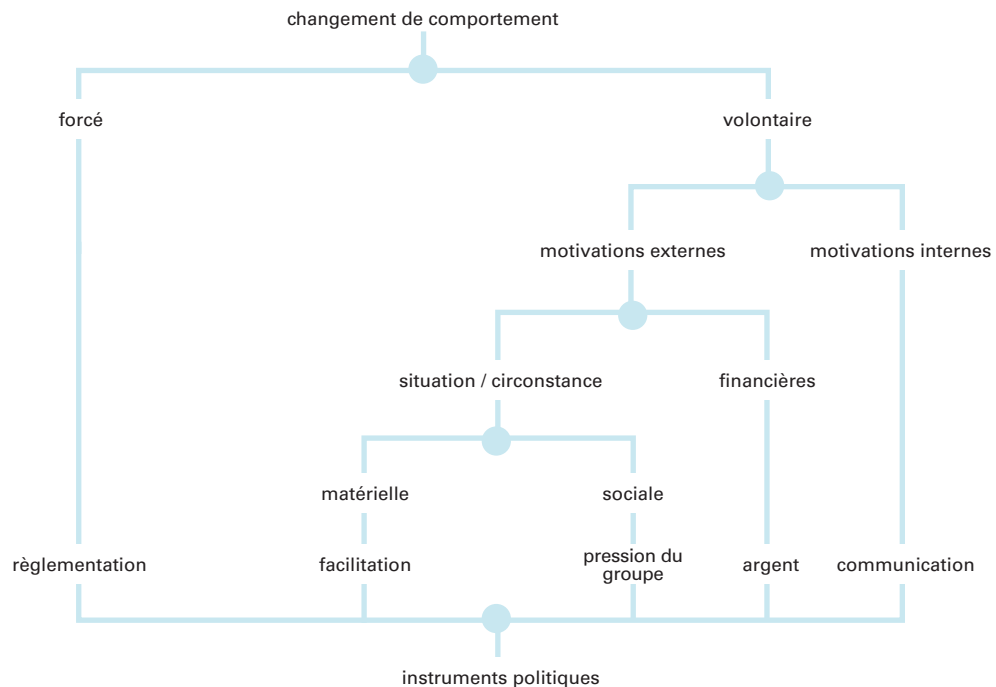 changement de comportement
forcé
volontaire
motivations externes
motivations internes
situation / circonstance
financières
matérielle
sociale
règlementation
facilitation
pression du
groupe
argent
communication
instruments politiques